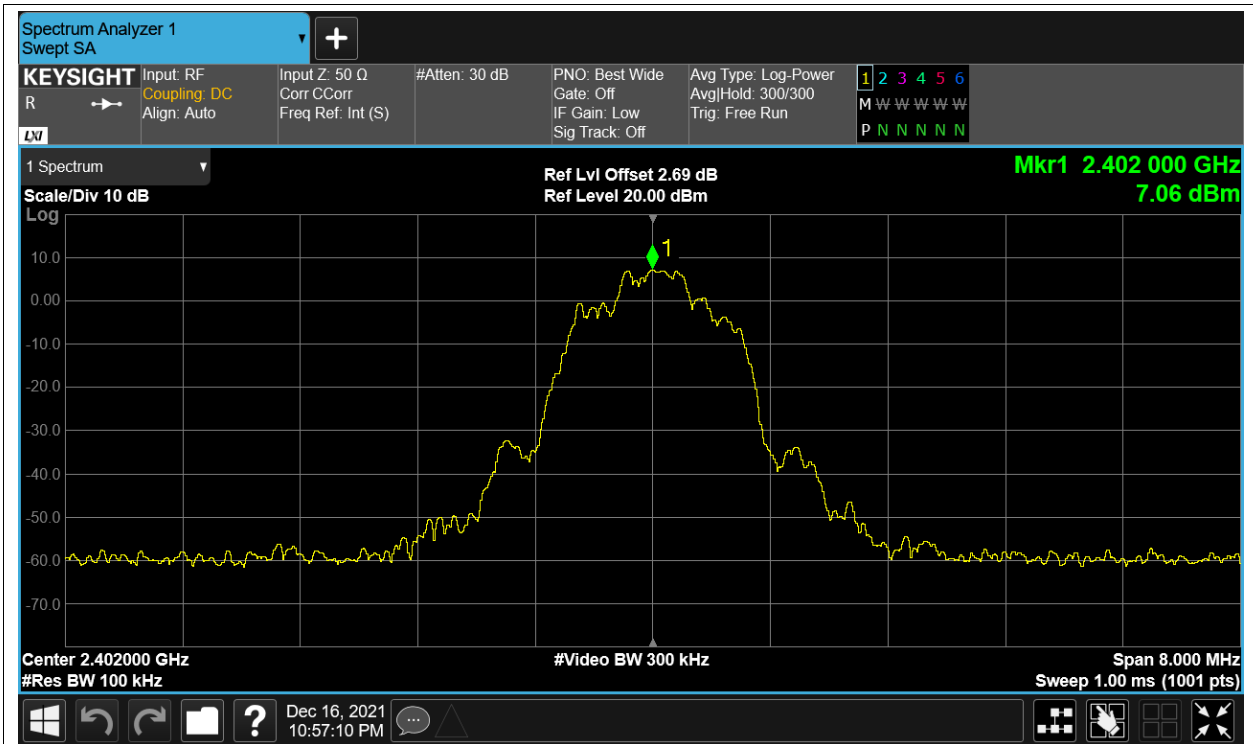 Spectrum Analyzer 1
Swept SA
KEYSIGHT
R
LXI
Input: RF
Coupling: DC
Align: Auto
Input Z: 50 Ω
Corr CCorr
Freq Ref: Int (S)
#Atten: 30 dB
PNO: Best Wide
Gate: Off
IF Gain: Low
Sig Track: Off
Avg Type: Log-Power
Avg|Hold: 300/300
Trig: Free Run
1 2 3 4 5 6
M W W W W W
P N N N N N
1 Spectrum
Scale/Div 10 dB
Log
Ref Lvl Offset 2.69 dB
Ref Level 20.00 dBm
Mkr1 2.402 000 GHz
7.06 dBm
1
10.0
0.00
-10.0
-20.0
-30.0
-40.0
-50.0
-60.0
-70.0
Center 2.402000 GHz
#Res BW 100 kHz
#Video BW 300 kHz
Span 8.000 MHz
Sweep 1.00 ms (1001 pts)
?
Dec 16, 2021
10:57:10 PM